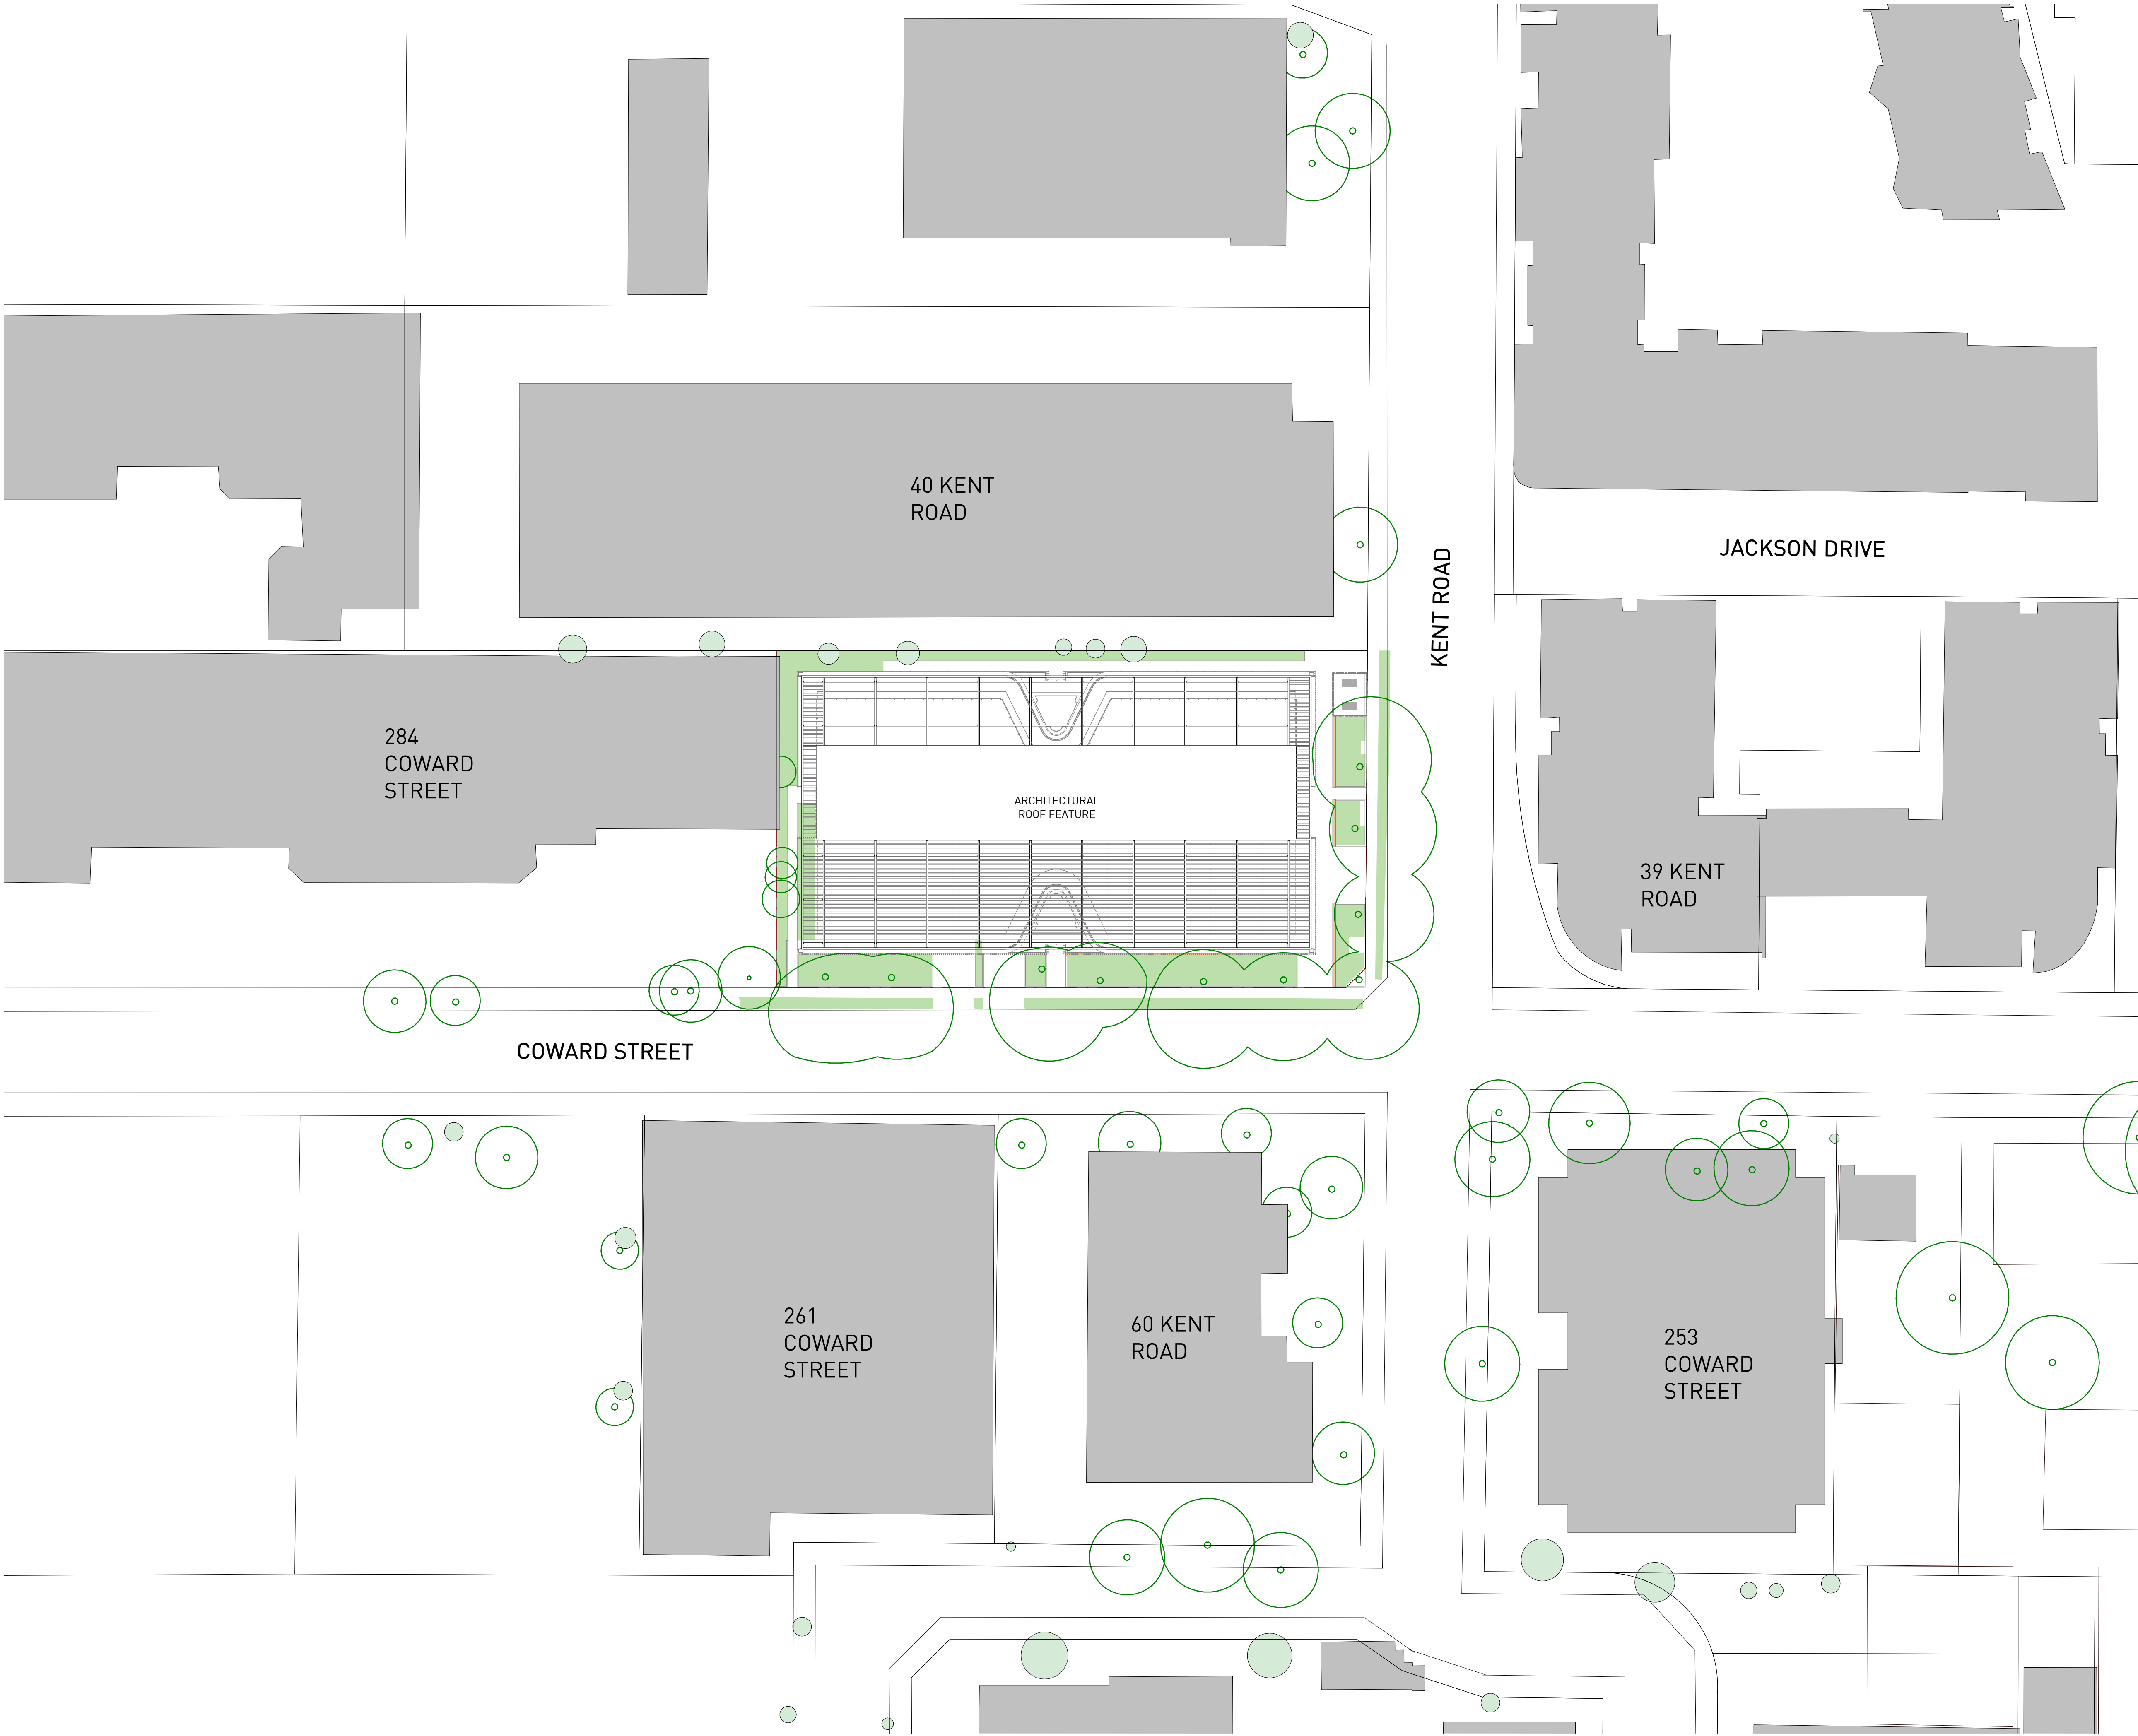 40 KENT
ROAD
KENT ROAD
JACKSON DRIVE
284
COWARD
STREET
ARCHITECTURAL
ROOF FEATURE
39 KENT
ROAD
COWARD STREET
261
COWARD
STREET
60 KENT
ROAD
253
COWARD
STREET